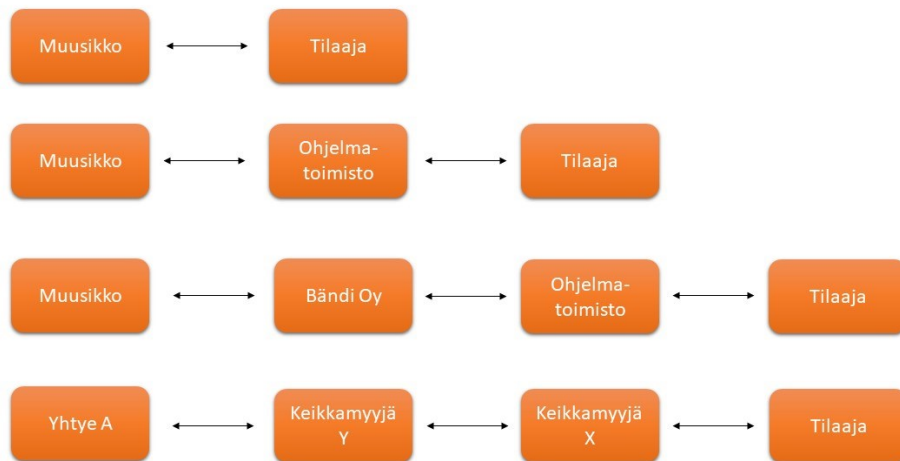 Muusikko
Tilaaja
Muusikko
Ohjelma-
toimisto
Tilaaja
Muusikko
Bändi Oy
Ohjelma-
toimisto
Tilaaja
Yhtye A
Keikkamyyjä
Y
Keikkamyyjä
X
Tilaaja